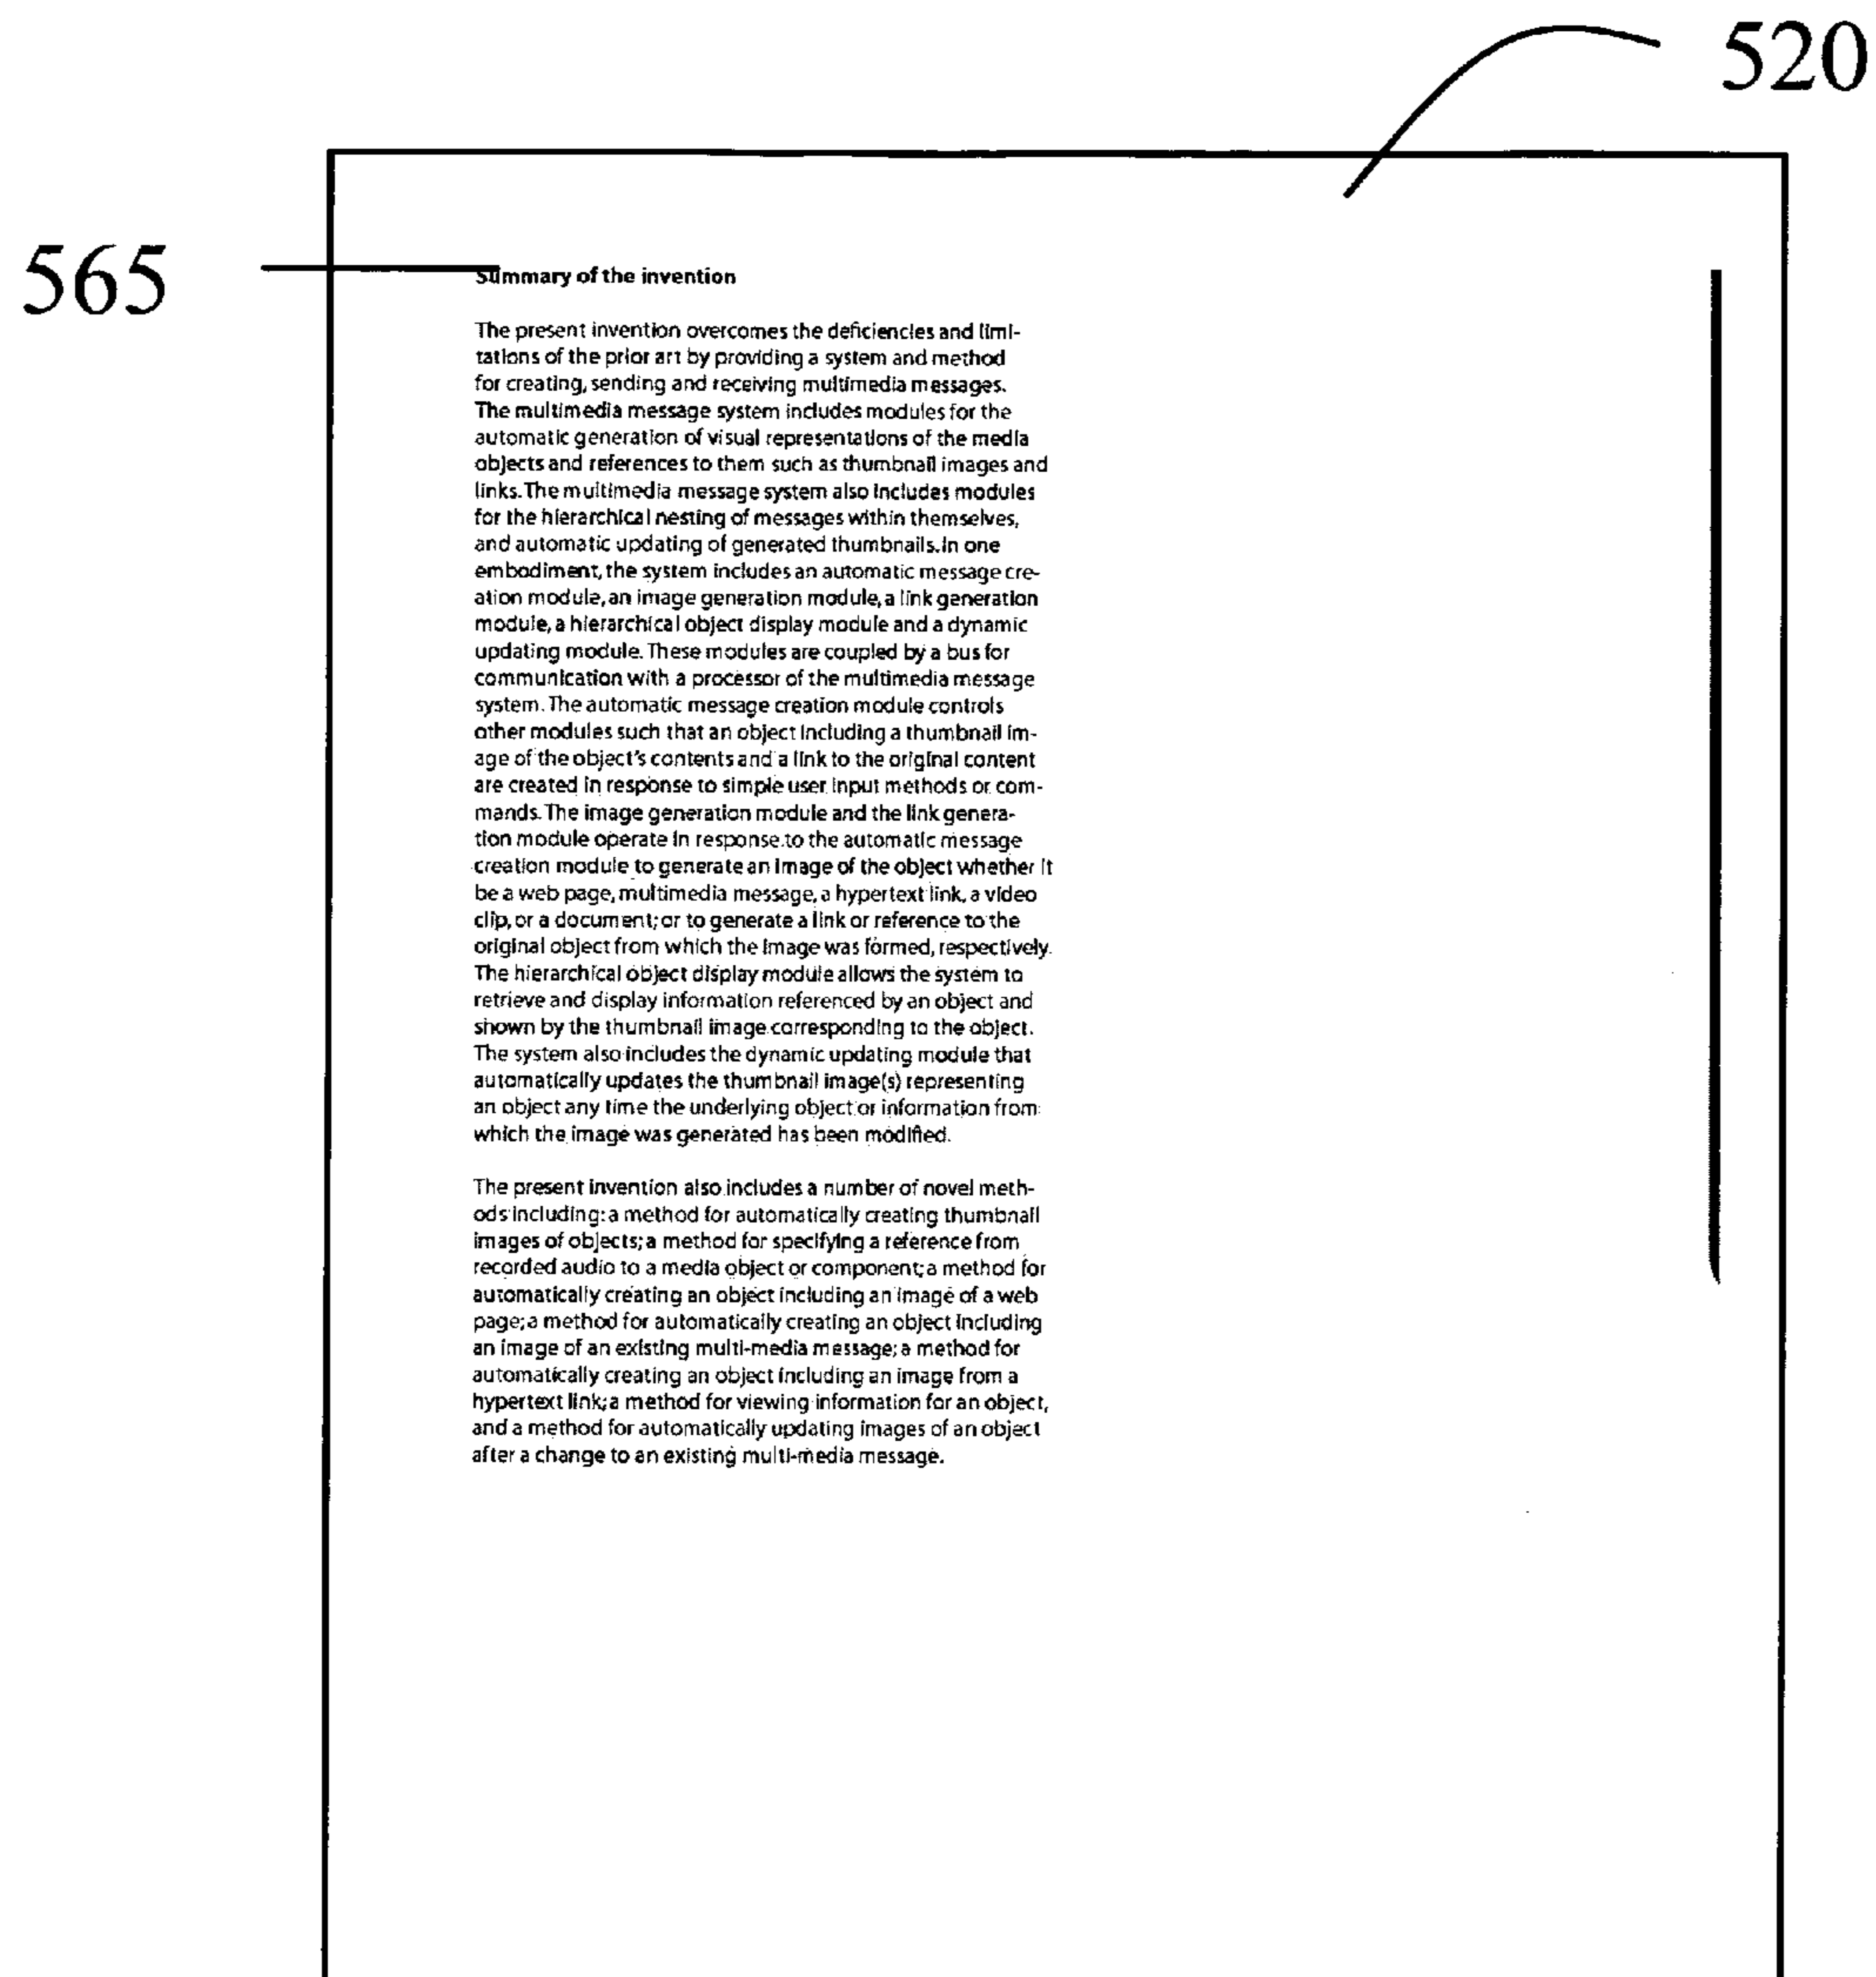 520
565
Summary of the invention
The present invention overcomes the deficiencies and limi-
tations of the prior art by providing a system and method
for creating, sending and receiving multimedia messages.
The multimedia message system includes modules for the
automatic generation of visual representations of the media
objects and references to them such as thumbnail images and
links. The multimedia message system also includes modules
for the hierarchical nesting of messages within themselves,
and automatic updating of generated thumbnails. In one
embodiment, the system includes an automatic message cre-
ation module, an image generation module, a link generation
module, a hierarchical object display module and a dynamic
updating module. These modules are coupled by a bus for
communication with a processor of the multimedia message
system. The automatic message creation module controls
other modules such that an object including a thumbnail im-
age of the object's contents and a link to the original content
are created in response to simple user input methods or com-
mands. The image generation module and the link genera-
tion module operate in response to the automatic message
creation module to generate an image of the object whether it
be a web page, multimedia message, a hypertext link, a video
clip, or a document; or to generate a link or reference to the
original object from which the image was formed, respectively.
The hierarchical object display module allows the system to
retrieve and display information referenced by an object and
shown by the thumbnail image corresponding to the object.
The system also includes the dynamic updating module that
automatically updates the thumbnail image(s) representing
an object any time the underlying object or information from
which the image was generated has been modified.
The present invention also includes a number of novel meth-
ods including: a method for automatically creating thumbnail
images of objects; a method for specifying a reference from
recorded audio to a media object or component; a method for
automatically creating an object including an image of a web
page; a method for automatically creating an object including
an image of an existing multi-media message; a method for
automatically creating an object including an image from a
hypertext link; a method for viewing information for an object,
and a method for automatically updating images of an object
after a change to an existing multi-media message.